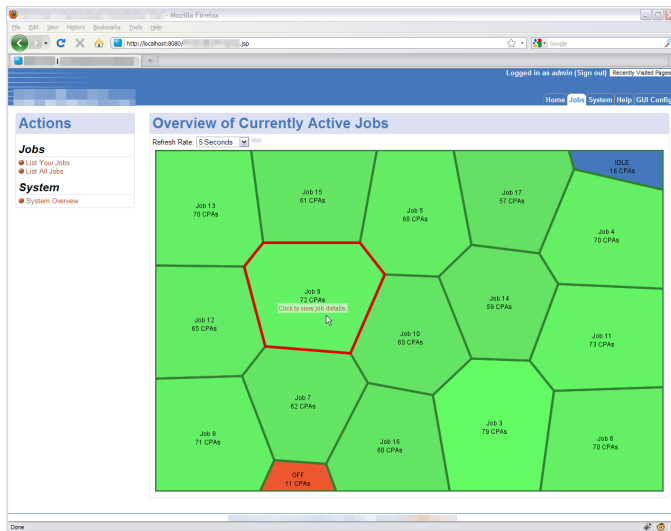 - Mozilla Firefox
File Edit View History Bookmarks Tools Help
http://localhost:8080/ .jsp
Google
Logged in as admin (Sign out) Recently Visited Pages
Home Jobs System Help GUI Config
Actions
Jobs
List Your Jobs
List All Jobs
System
System Overview
Overview of Currently Active Jobs
Refresh Rate: 5 Seconds
IDLE
16 CPAs
Job 15
61 CPAs
Job 17
57 CPAs
Job 13
70 CPAs
Job 5
68 CPAs
Job 4
70 CPAs
Job 9
72 CPAs
Click to view job details.
Job 14
59 CPAs
Job 12
65 CPAs
Job 10
60 CPAs
Job 11
73 CPAs
Job 7
62 CPAs
Job 3
79 CPAs
Job 8
71 CPAs
Job 16
60 CPAs
Job 6
70 CPAs
OFF
11 CPAs
Done